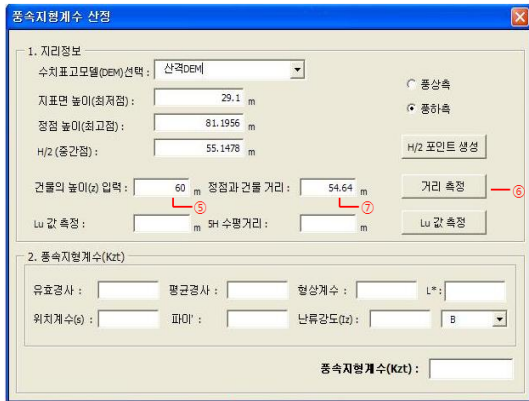 풍속지형계수 산정
1. 지리정보
수치표고모델(DEM)선택 : 산격DEM
풍상측
지표면 높이(최저점) : 29.1 m
풍하측
정점 높이(최고점) : 81.1956 m
H/2 (중간점) : 55.1478 m
H/2 포인트 생성
건물의 높이(z) 입력 : 60 m 정점과 건물 거리 : 54.64 m
거리 측정
⑥
⑤
⑦
Lu 값 측정 : m 5H 수평거리 : m
Lu 값 측정
2. 풍속지형계수(Kzt)
유효경사 : 평균경사 : 형상계수 : L* :
위치계수(s) : 파이' : 난류강도(Iz) : B
풍속지형계수(Kzt) :